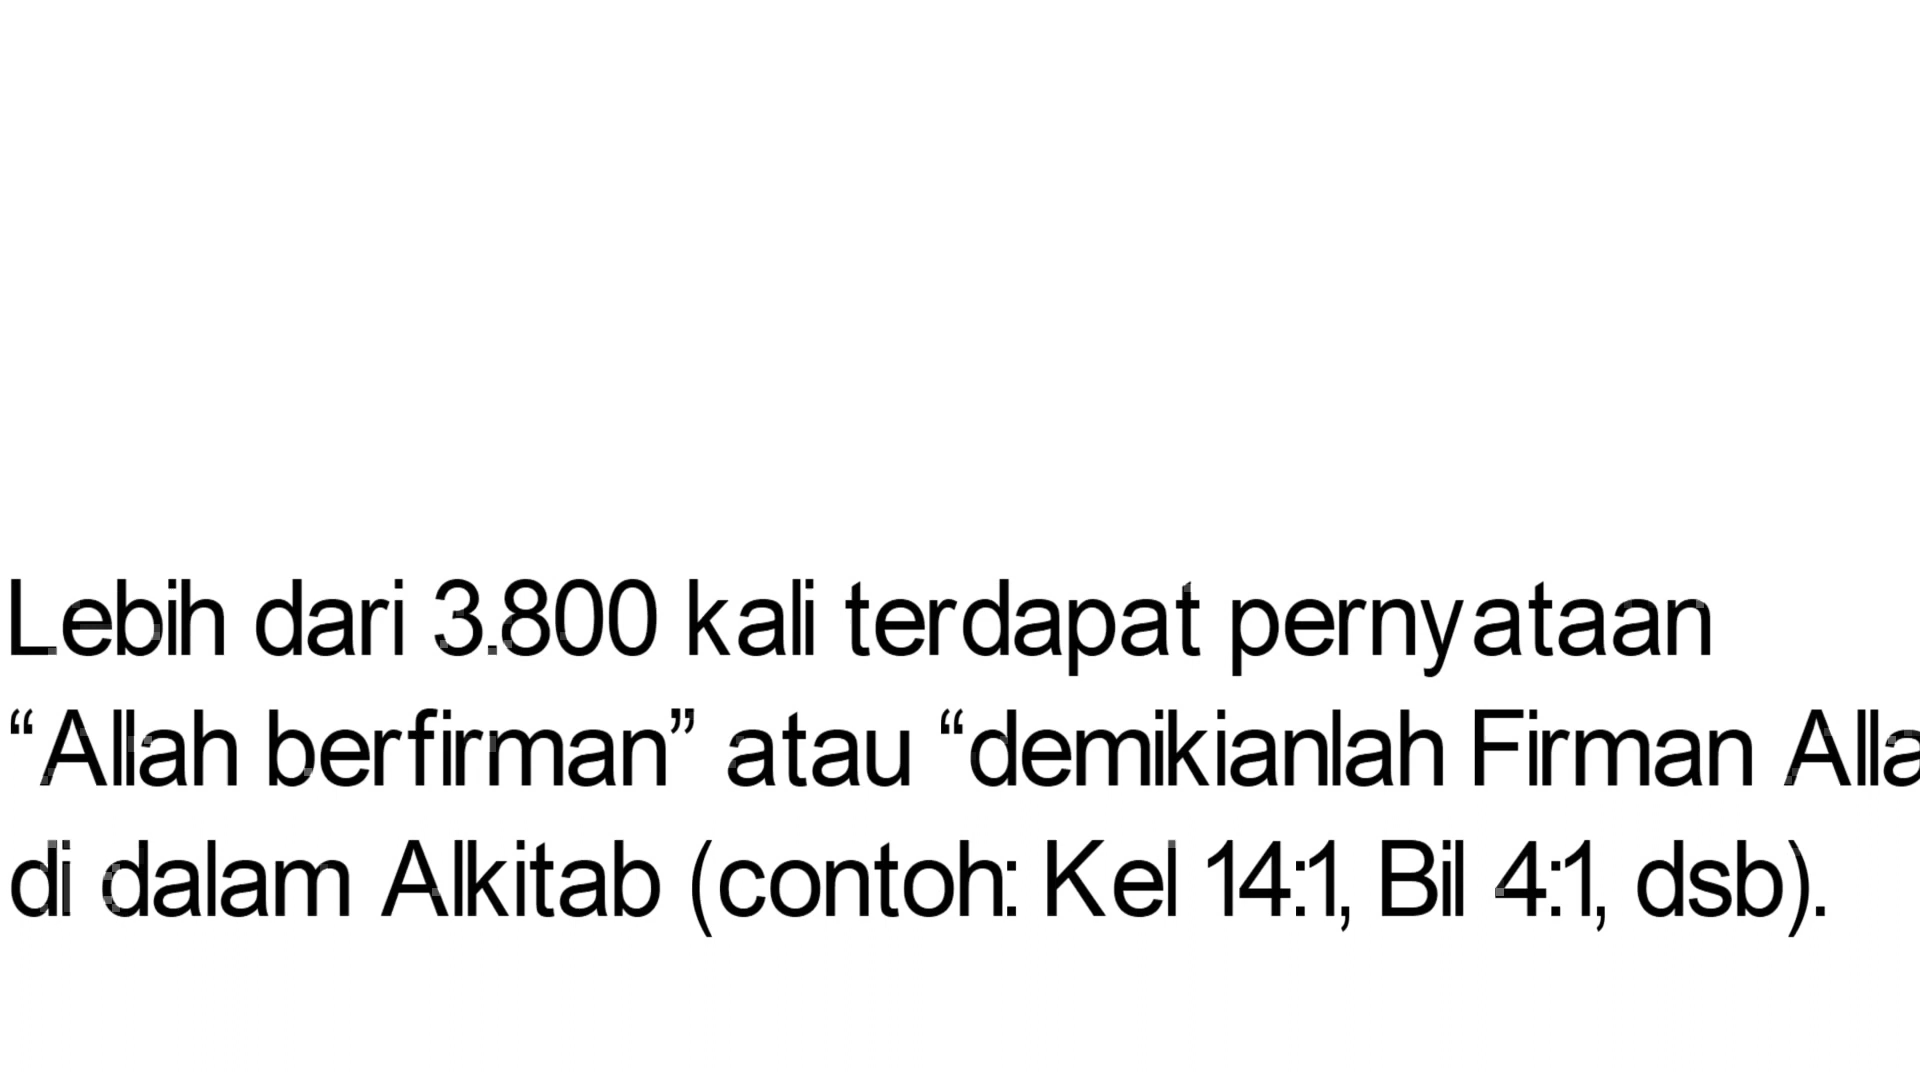 Lebih dari 3.800 kali terdapat pernyataan
“Allah berfirman” atau “demikianlah Firman Alla
di dalam Alkitab (contoh: Kel 14:1, Bil 4:1, dsb).